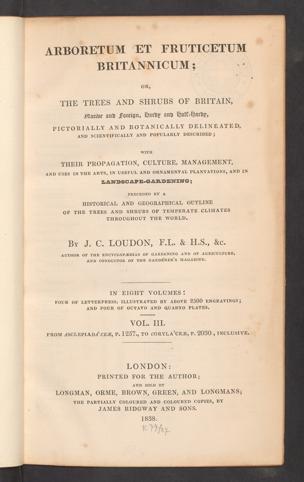 ARBORETUM ET FRUTICETUM
BRITANNICUM;
OR,
THE TREES AND SHRUBS OF BRITAIN,
Native and Foreign, Hardy and Half-Hardy,
PICTORIALLY AND BOTANICALLY DELINEATED,
AND SCIENTIFICALLY AND POPULARLY DESCRIBED;
WITH
THEIR PROPAGATION, CULTURE, MANAGEMENT,
AND USES IN THE ARTS, IN USEFUL AND ORNAMENTAL PLANTATIONS, AND IN
LANDSCAPE-GARDENING;
PRECEDED BY A
HISTORICAL AND GEOGRAPHICAL OUTLINE
OF THE TREES AND SHRUBS OF TEMPERATE CLIMATES
THROUGHOUT THE WORLD.
BY J. C. LOUDON, F.L. & H.S., &c.
AUTHOR OF THE ENCYCLOPÆDIAS OF GARDENING AND OF AGRICULTURE,
AND CONDUCTOR OF THE GARDENER'S MAGAZINE.
IN EIGHT VOLUMES:
FOUR OF LETTERPRESS; ILLUSTRATED BY ABOVE 2500 ENGRAVINGS;
AND FOUR OF OCTAVO AND QUARTO PLATES.
VOL. III.
FROM ASCLEPIADA'CEÆ, P. 1257., TO CORYLA'CEÆ, P. 2030., INCLUSIVE.
LONDON:
PRINTED FOR THE AUTHOR;
AND SOLD BY
LONGMAN, ORME, BROWN, GREEN, AND LONGMANS;
THE PARTIALLY COLOURED AND COLOURED COPIES, BY
JAMES RIDGWAY AND SONS.
1838.